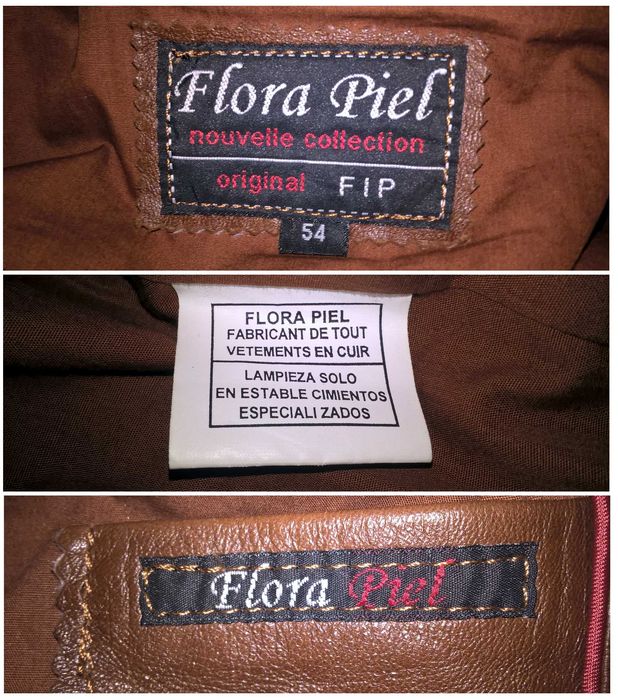 Flora Piel
nouvelle collection
original FIP
54
FLORA PIEL
FABRICANT DE TOUT
VETEMENTS EN CUIR
LAMPIEZA SOLO
EN ESTABLE CIMIENTOS
ESPECIALI ZADOS
Flora Piel